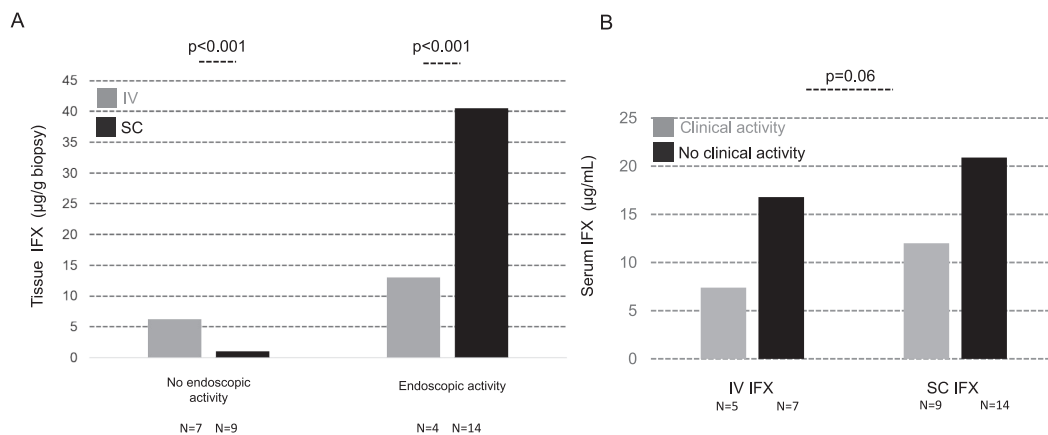 A
p<0.001
p<0.001
Tissue IFX (µg/g biopsy)
IV
SC
45
40
35
30
25
20
15
10
5
0
No endoscopic
activity
Endoscopic activity
N=7 N=9
N=4 N=14
B
p=0.06
Serum IFX (µg/mL)
Clinical activity
No clinical activity
25
20
15
10
5
0
IV IFX
SC IFX
N=5 N=7
N=9 N=14